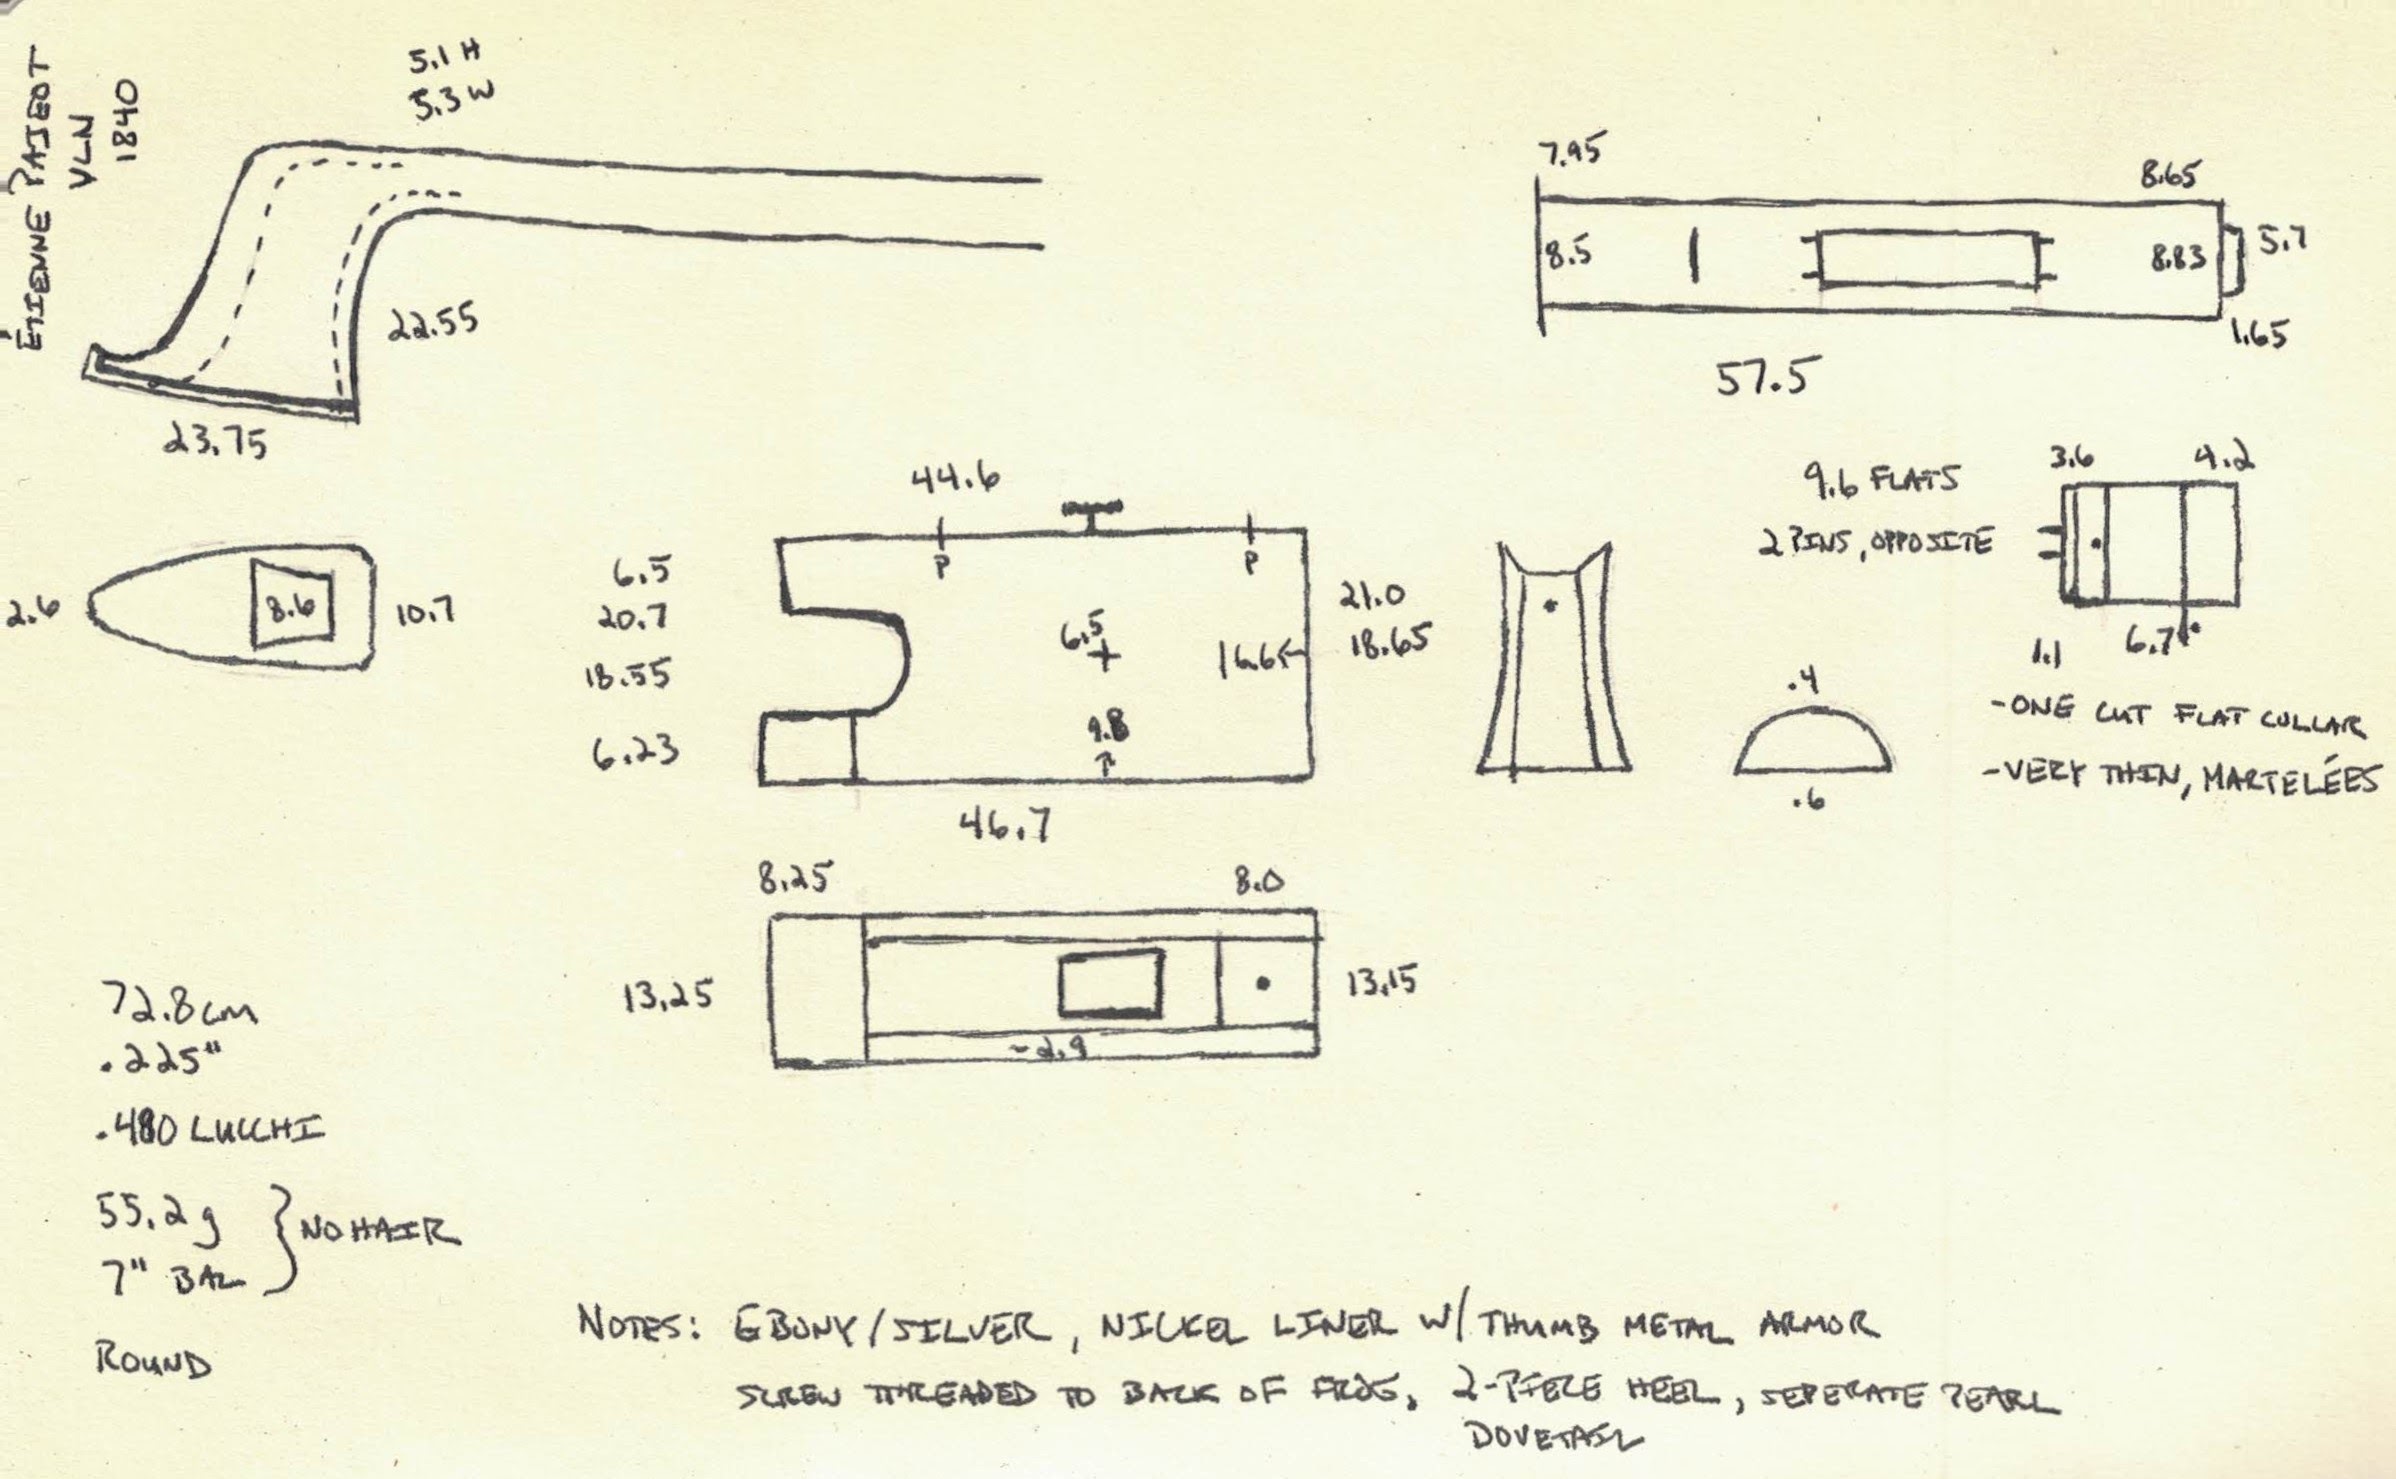 ÉTIENNE PAJEOT
VLN
1840
5.1 H
5.3 W
22.55
23.75
7.95
8.65
8.5
8.83
5.7
1.65
57.5
2.6
8.6
10.7
44.6
P
P
6.5
20.7
18.55
6.23
6.5
16.6
9.8
21.0
18.65
46.7
9.6 FLATS
2 PINS, OPPOSITE
3.6
4.2
1.1
6.7
-ONE CUT FLAT COLLAR
-VERY THIN, MARTELÉES
.4
.6
8.25
8.0
13.25
13.15
-2.9
72.8cm
.225"
.480 LUCCHI
55.2g
7" BAL
NO HAIR
ROUND
NOTES: EBONY/SILVER, NICKEL LINER W/ THUMB METAL ARMOR
SCREW THREADED TO BACK OF FROG, 2-PIECE HEEL, SEPERATE PEARL
DOVETAIL